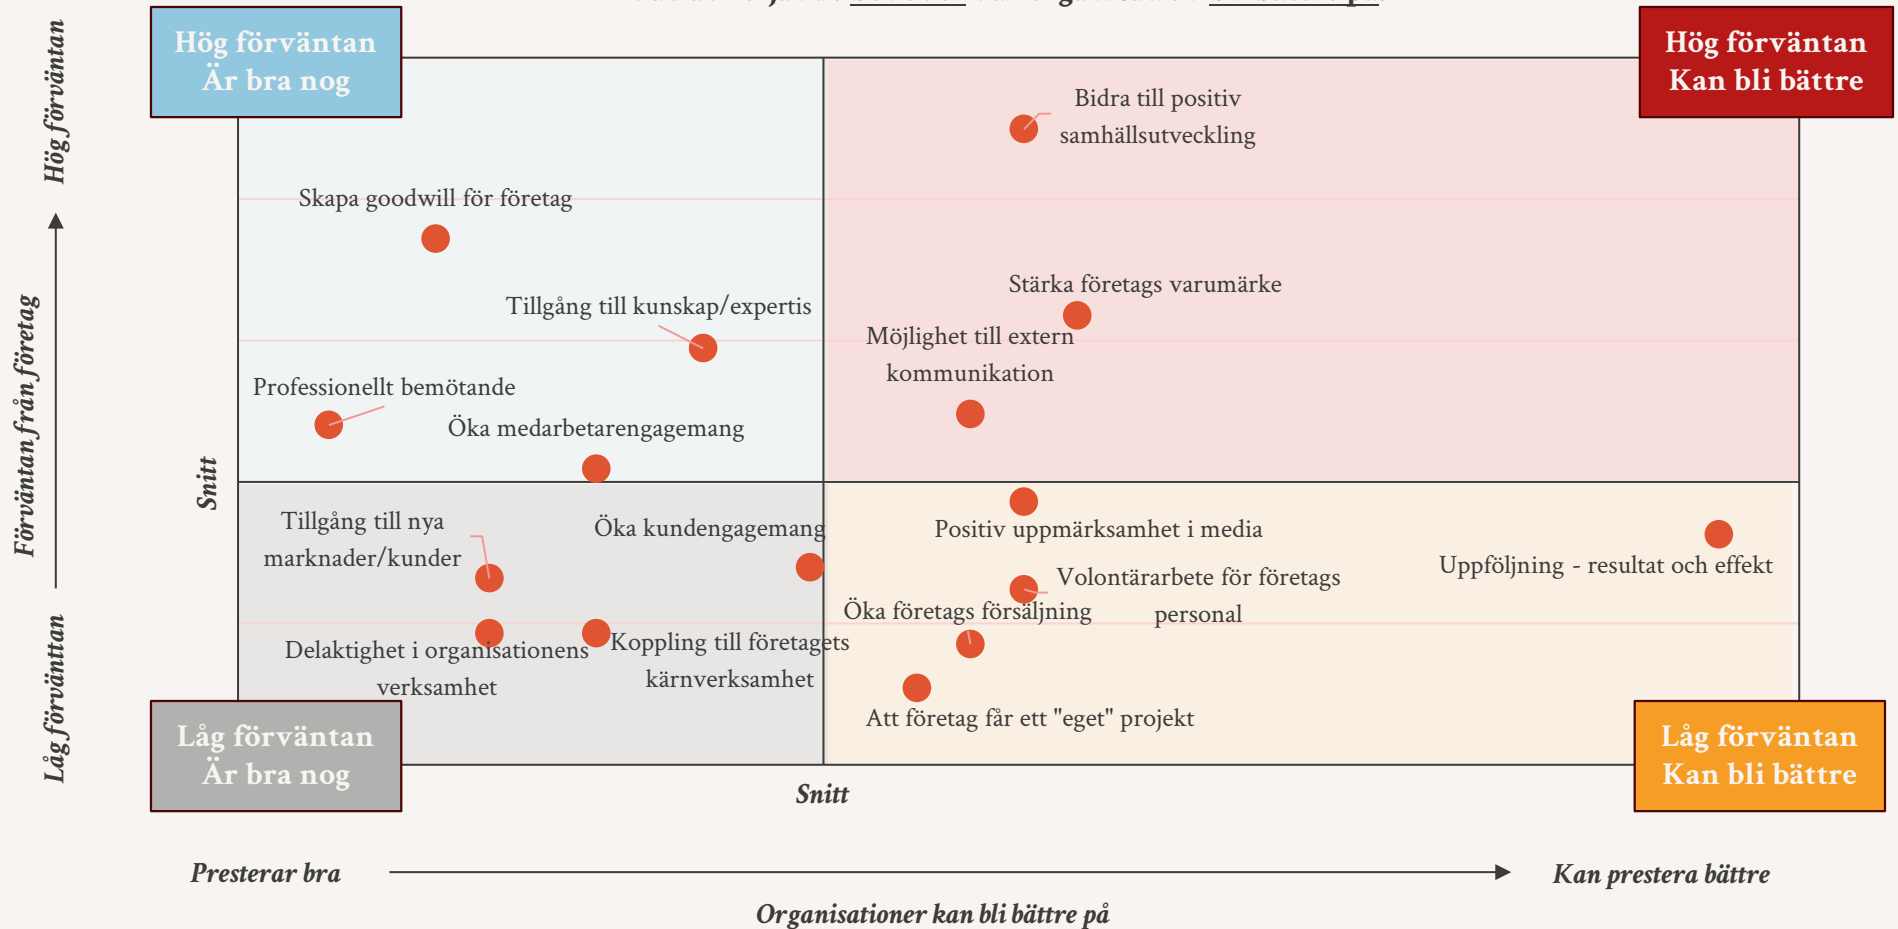 Hög förväntan
Är bra nog
Hög förväntan
Kan bli bättre
Hög förväntan
Förväntan från företag
Låg förvänttan
Snitt
Bidra till positiv
samhällsutveckling
Skapa goodwill för företag
Stärka företags varumärke
Tillgång till kunskap/expertis
Möjlighet till extern
kommunikation
Professionellt bemötande
Öka medarbetarengagemang
Tillgång till nya
marknader/kunder
Öka kundengagemang
Positiv uppmärksamhet i media
Uppföljning - resultat och effekt
Volontärarbete för företags
personal
Öka företags försäljning
Delaktighet i organisationens
verksamhet
Koppling till företagets
kärnverksamhet
Att företag får ett "eget" projekt
Låg förväntan
Är bra nog
Låg förväntan
Kan bli bättre
Snitt
Presterar bra
Kan prestera bättre
Organisationer kan bli bättre på